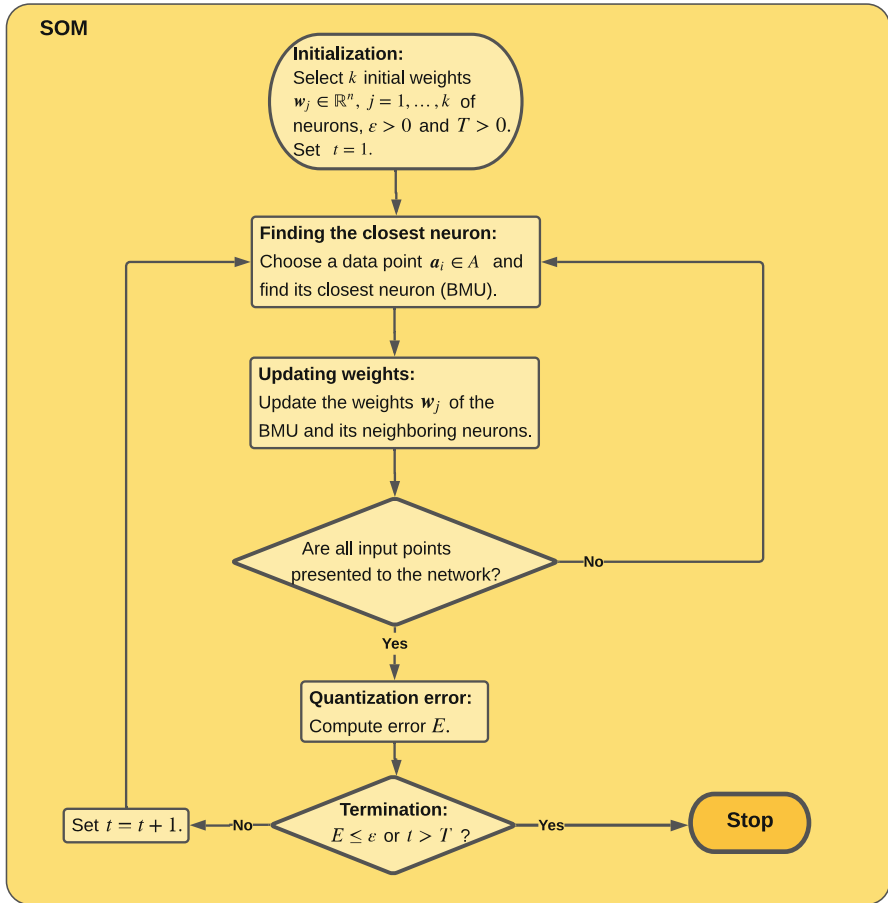 SOM
Initialization:
Select k initial weights
w_j ∈ ℝⁿ, j = 1, … , k of
neurons, ε > 0 and T > 0.
Set t = 1.
Finding the closest neuron:
Choose a data point a_i ∈ A and
find its closest neuron (BMU).
Updating weights:
Update the weights w_j of the
BMU and its neighboring neurons.
Are all input points
presented to the network?
No
Yes
Quantization error:
Compute error E.
Termination:
E ≤ ε or t > T ?
No
Set t = t + 1.
Yes
Stop